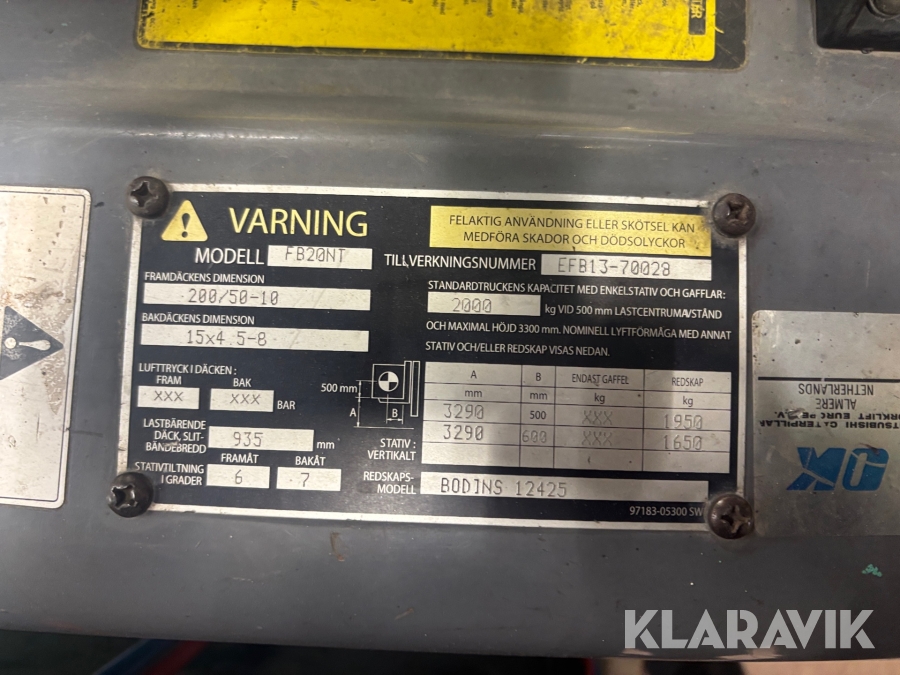 VARNING
FELAKTIG ANVÄNDNING ELLER SKÖTSEL KAN
MEDFÖRA SKADOR OCH DÖDSOLYCKOR
MODELL FB20NT
TILLVERKNINGSNUMMER EFB13-70028
FRAMDÄCKENS DIMENSION
200/50-10
BAKDÄCKENS DIMENSION
15x4 5-8
STANDARDTRUCKENS KAPACITET MED ENKELSTATIV OCH GAFFLAR:
2000 kg VID 500 mm LASTCENTRUMAVSTÅND
OCH MAXIMAL HÖJD 3300 mm. NOMINELL LYFTFÖRMÅGA MED ANNAT
STATIV OCH/ELLER REDSKAP VISAS NEDAN.
LUFTTRYCK I DÄCKEN :
FRAM BAK
XXX XXX BAR
LASTBÄRENDE
DÄCK, SLIT-
BÄNDEBREDD 935 mm
FRAMÅT BAKÅT
STATIVTILTNING
I GRADER 6 7
500 mm
A
B
STATIV :
VERTIKALT
A B ENDAST GAFFEL REDSKAP
mm mm kg kg
3290 500 XXX 1950
3290 600 XXX 1650
REDSKAPS-
MODELL BODINS 12425
97183-05300 SW
ALMERE
NETHERLANDS
OK
KLARAVIK